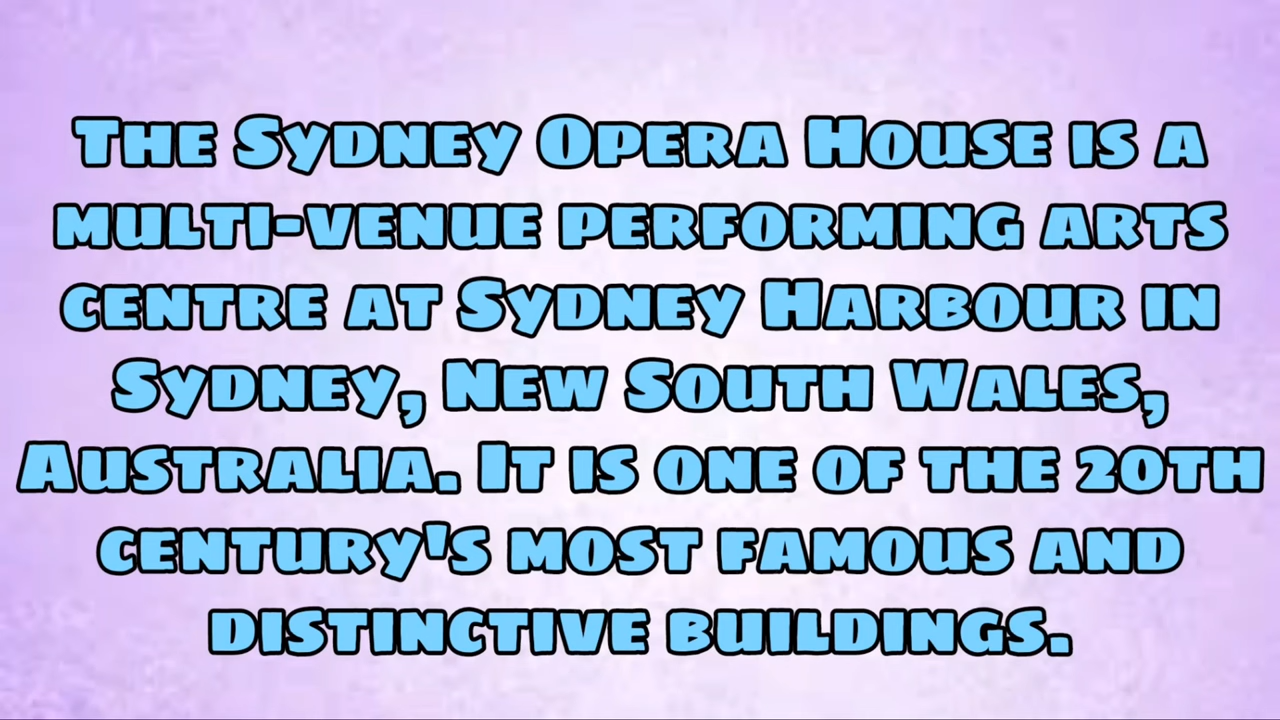 The Sydney Opera House is a
multi-venue performing arts
centre at Sydney Harbour in
Sydney, New South Wales,
Australia. It is one of the 20th
century's most famous and
distinctive buildings.